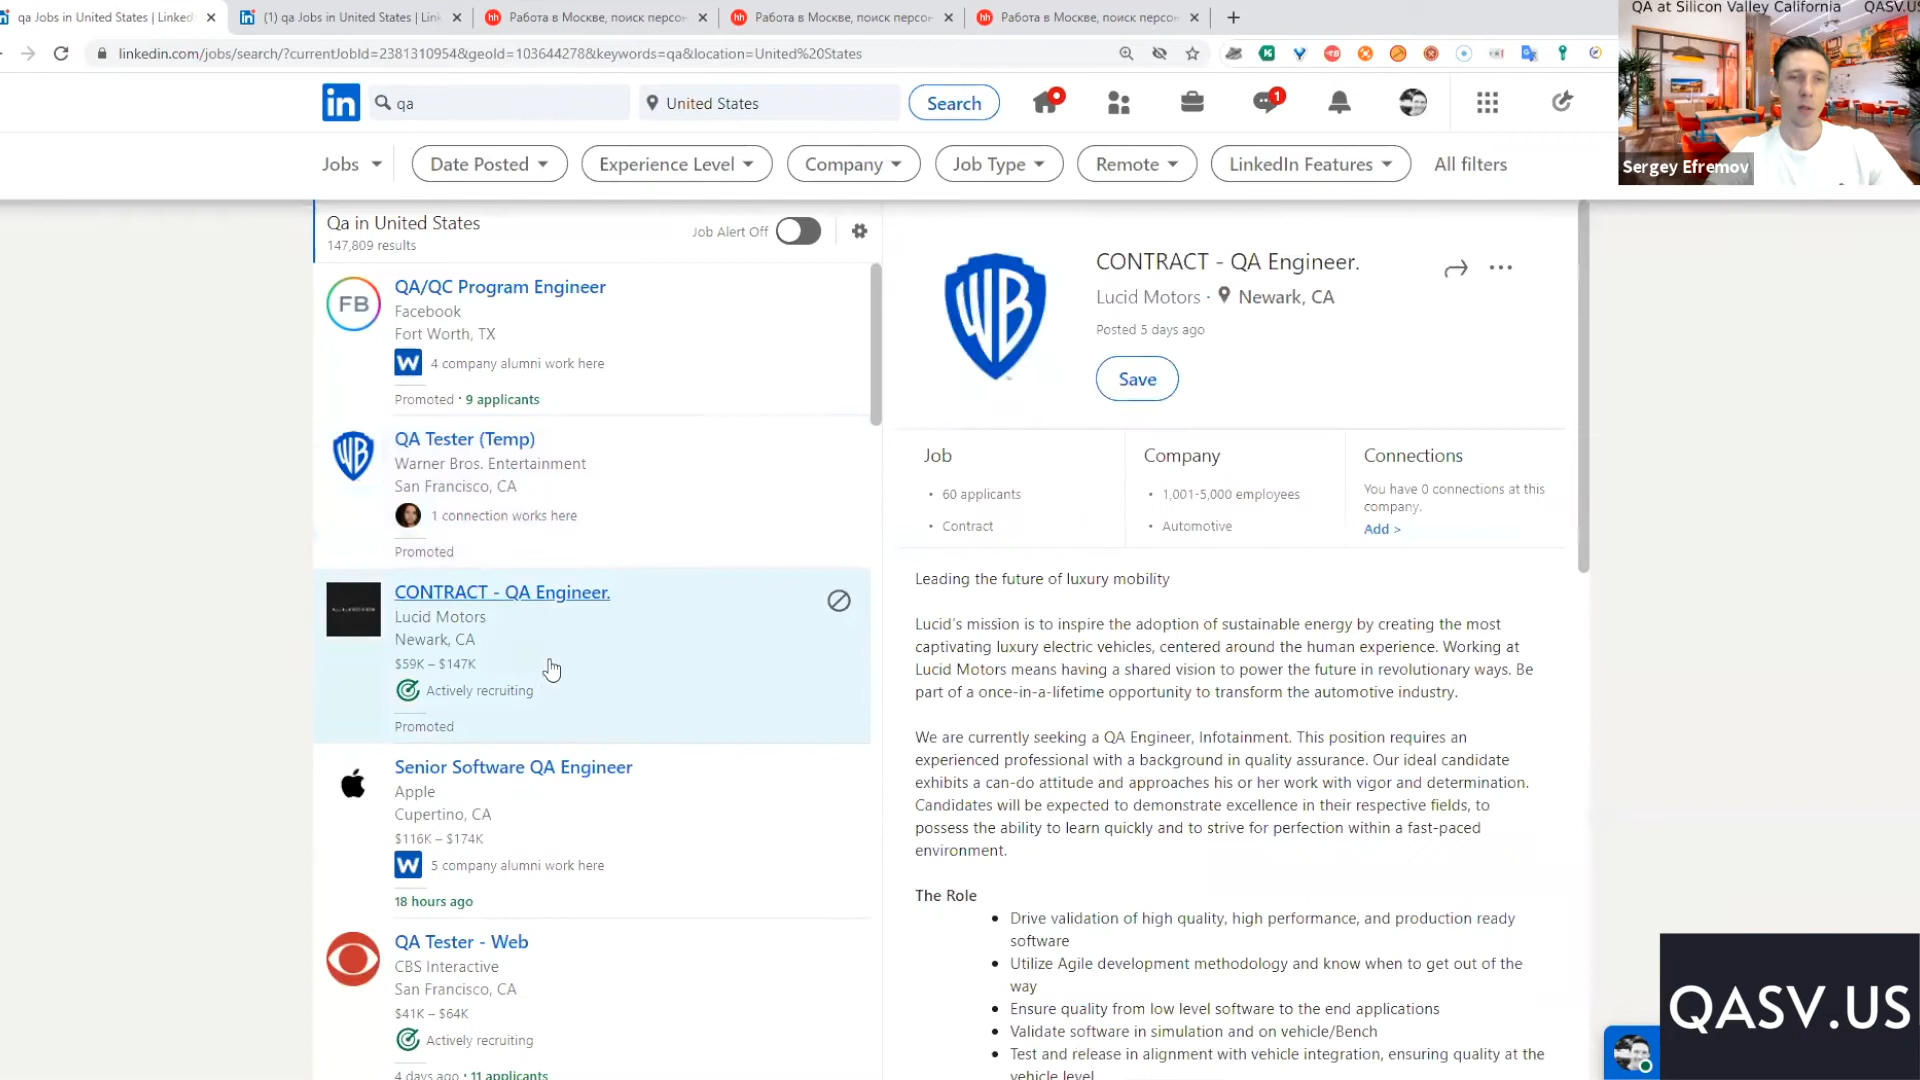 qa Jobs in United States | Linked
(1) qa Jobs in United States | Link
Работа в Москве, поиск персон
Работа в Москве, поиск персон
Работа в Москве, поиск персон
linkedin.com/jobs/search/?currentJobId=2381310954&geoId=103644278&keywords=qa&location=United%20States
QA at Silicon Valley California QASV.US
Sergey Efremov
in
qa
United States
Search
1
Jobs
Date Posted
Experience Level
Company
Job Type
Remote
LinkedIn Features
All filters
Qa in United States
147,809 results
Job Alert Off
FB
QA/QC Program Engineer
Facebook
Fort Worth, TX
W
4 company alumni work here
Promoted · 9 applicants
WB
QA Tester (Temp)
Warner Bros. Entertainment
San Francisco, CA
1 connection works here
Promoted
CONTRACT - QA Engineer.
Lucid Motors
Newark, CA
$59K – $147K
Actively recruiting
Promoted
Senior Software QA Engineer
Apple
Cupertino, CA
$116K – $174K
W
5 company alumni work here
18 hours ago
QA Tester - Web
CBS Interactive
San Francisco, CA
$41K – $64K
Actively recruiting
4 days ago · 11 applicants
WB
CONTRACT - QA Engineer.
Lucid Motors · Newark, CA
Posted 5 days ago
Save
Job
• 60 applicants
• Contract
Company
• 1,001-5,000 employees
• Automotive
Connections
You have 0 connections at this
company.
Add >
Leading the future of luxury mobility
Lucid's mission is to inspire the adoption of sustainable energy by creating the most
captivating luxury electric vehicles, centered around the human experience. Working at
Lucid Motors means having a shared vision to power the future in revolutionary ways. Be
part of a once-in-a-lifetime opportunity to transform the automotive industry.
We are currently seeking a QA Engineer, Infotainment. This position requires an
experienced professional with a background in quality assurance. Our ideal candidate
exhibits a can-do attitude and approaches his or her work with vigor and determination.
Candidates will be expected to demonstrate excellence in their respective fields, to
possess the ability to learn quickly and to strive for perfection within a fast-paced
environment.
The Role
• Drive validation of high quality, high performance, and production ready
software
• Utilize Agile development methodology and know when to get out of the
way
• Ensure quality from low level software to the end applications
• Validate software in simulation and on vehicle/Bench
• Test and release in alignment with vehicle integration, ensuring quality at the
vehicle level
QASV.US